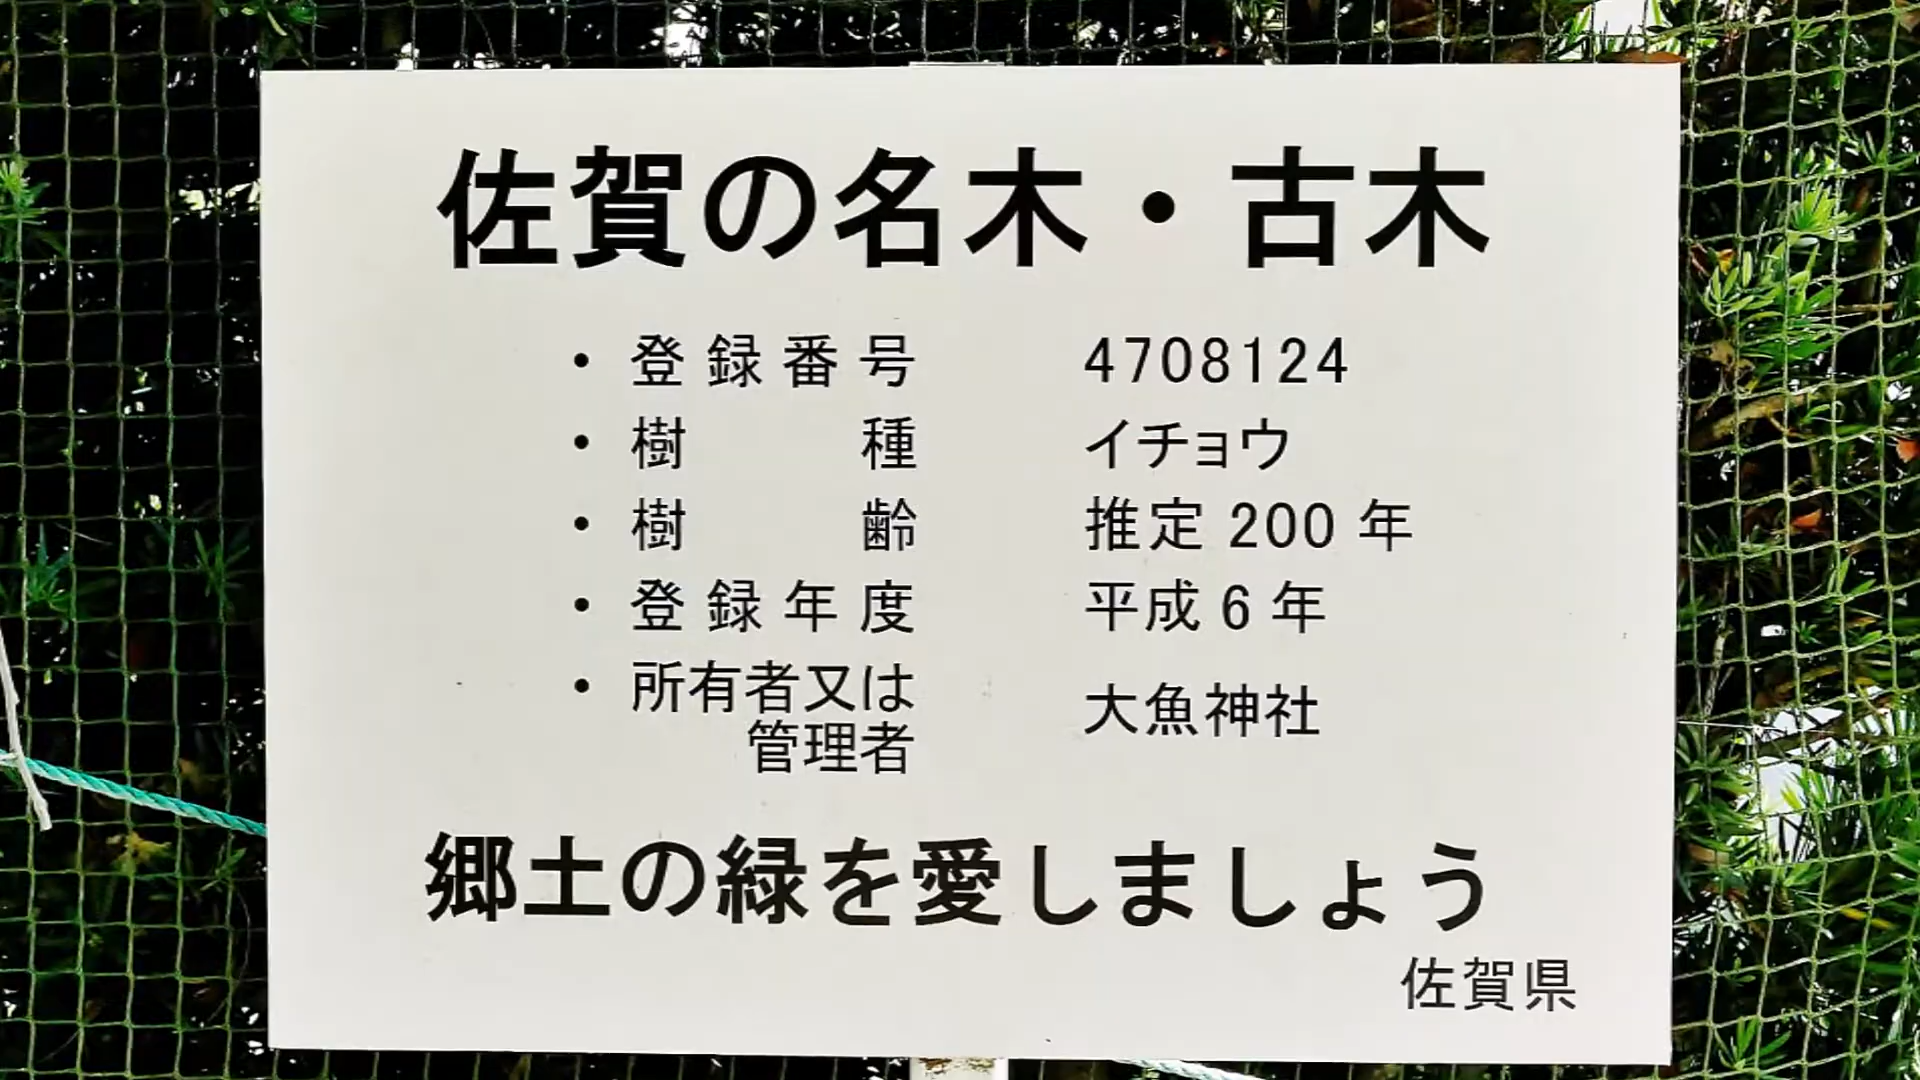 佐賀の名木・古木
・登録番号　4708124
・樹種　イチョウ
・樹齢　推定200年
・登録年度　平成6年
・所有者又は
管理者　大魚神社
郷土の緑を愛しましょう
佐賀県